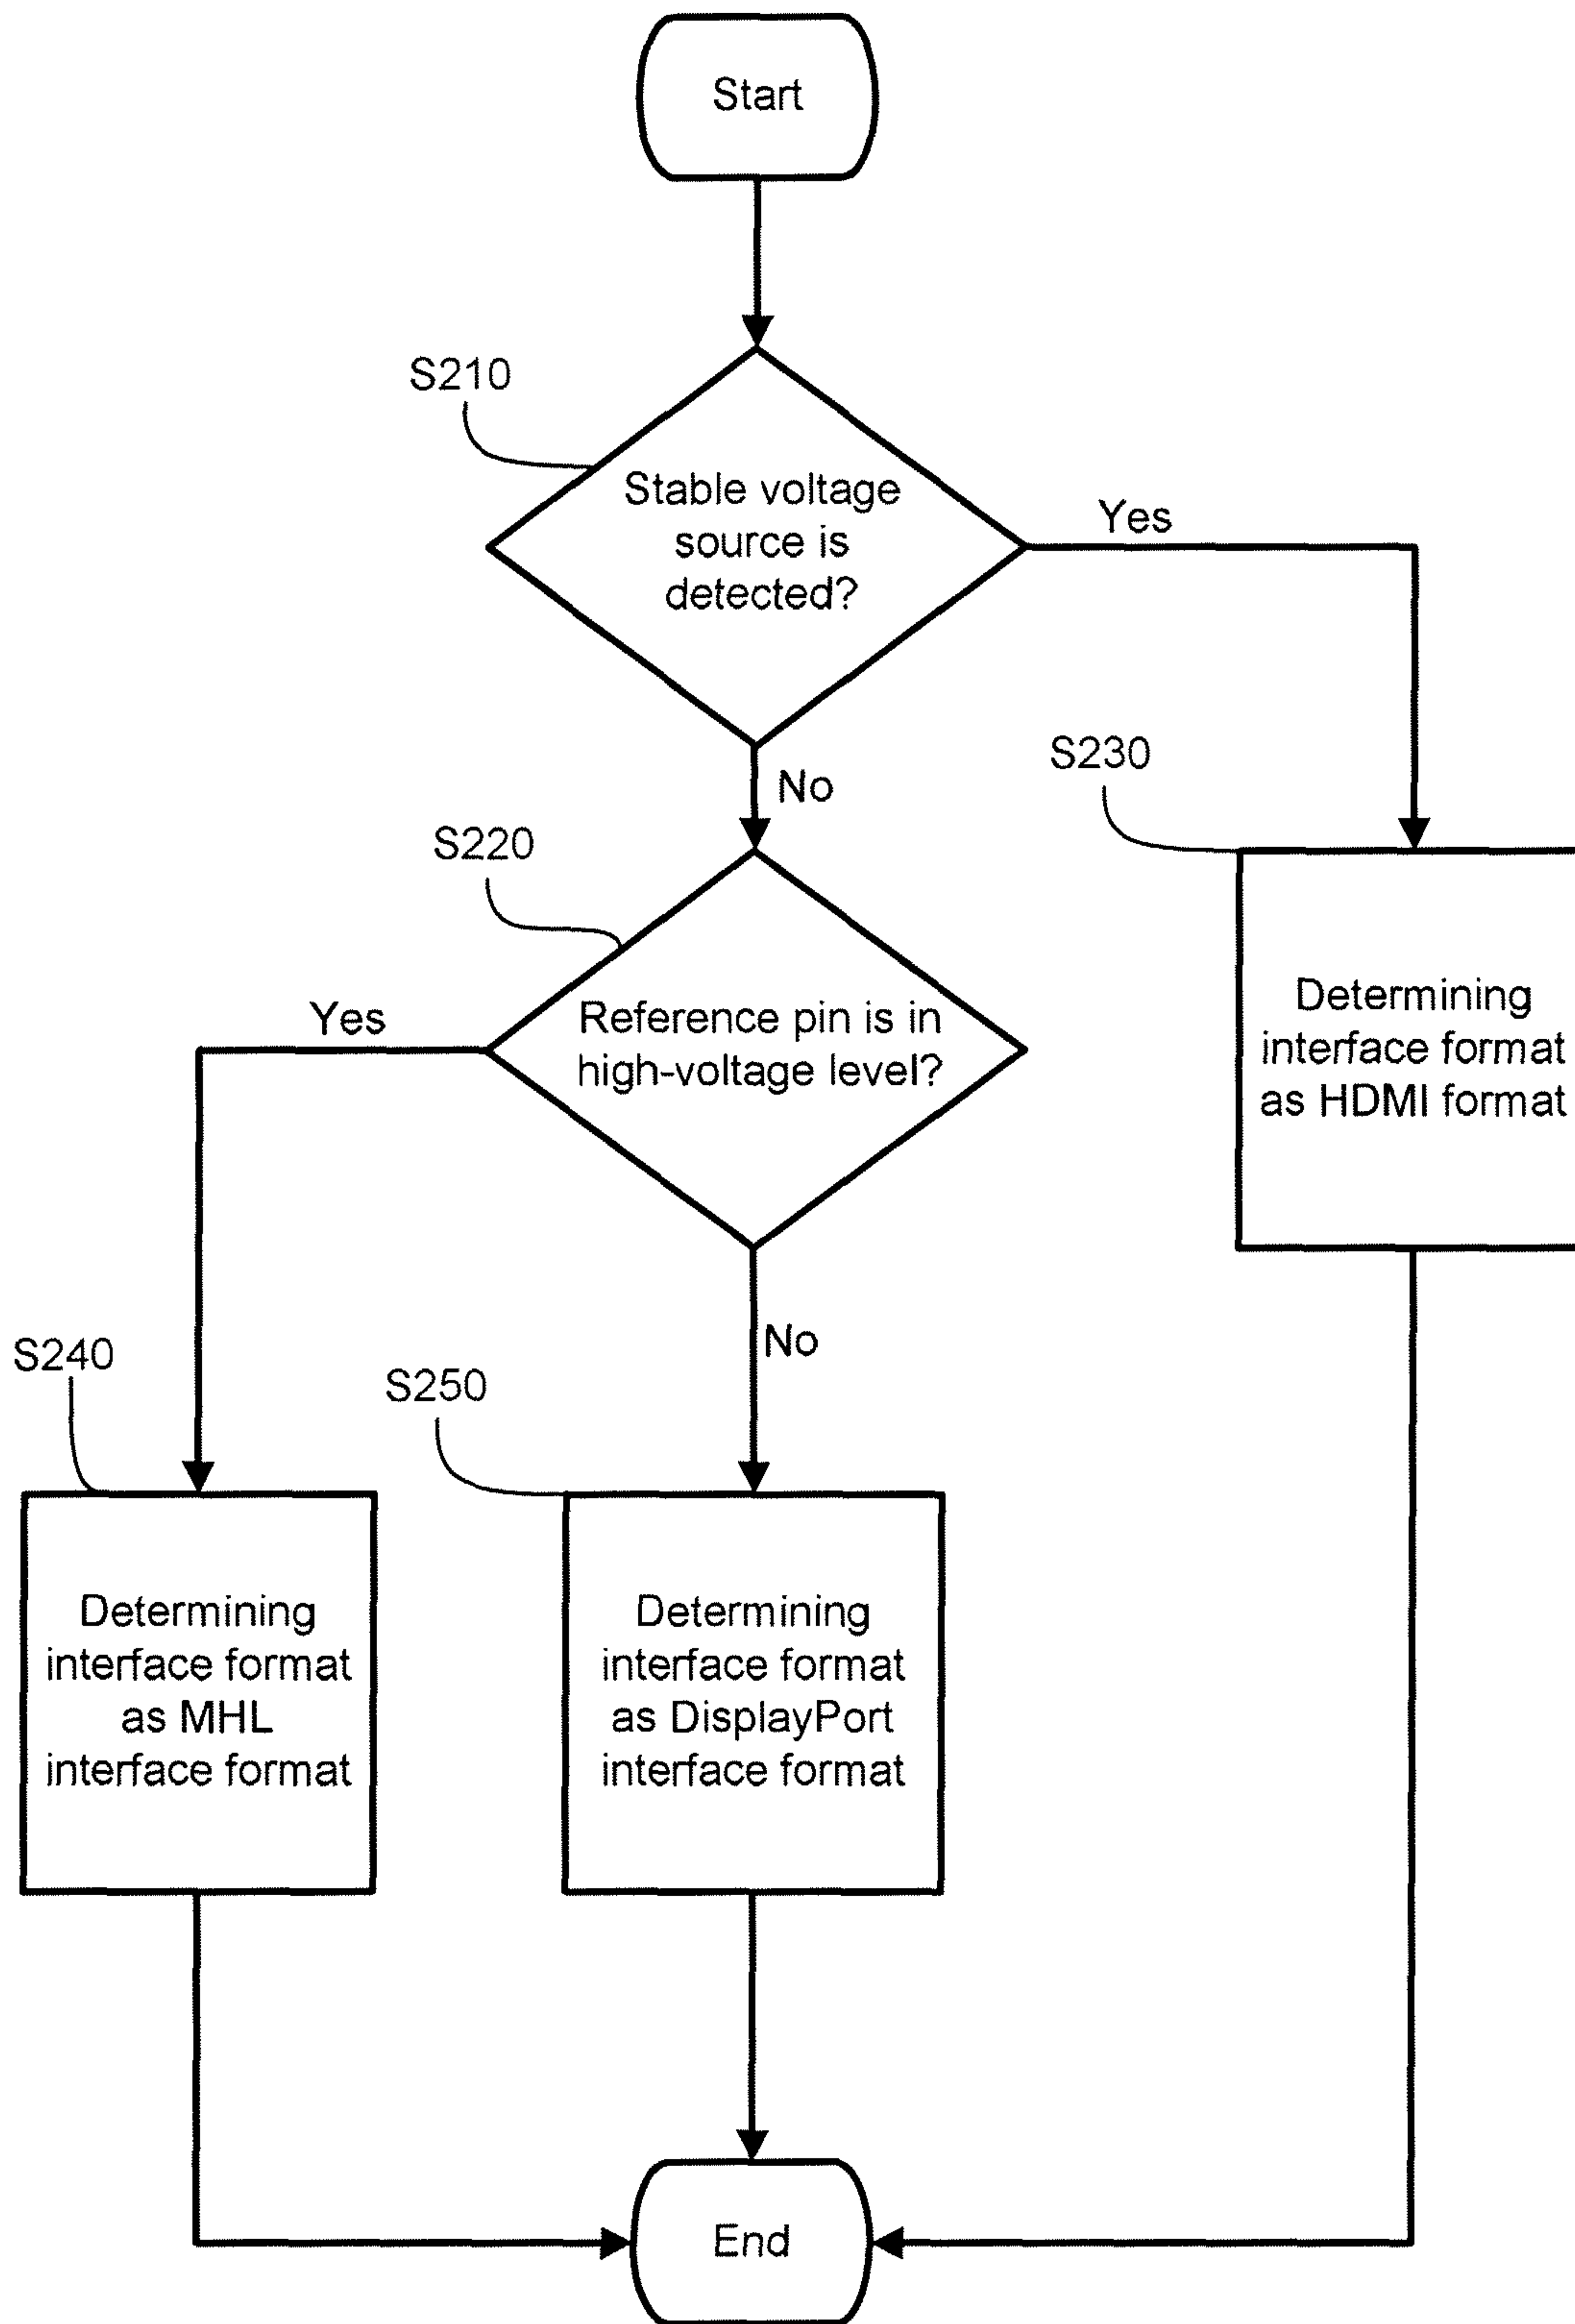 Start
S210
Stable voltage
source is
detected?
Yes
No
S220
S230
Reference pin is in
high-voltage level?
Yes
Determining
interface format
as HDMI format
No
S240
S250
Determining
interface format
as MHL
interface format
Determining
interface format
as DisplayPort
interface format
End